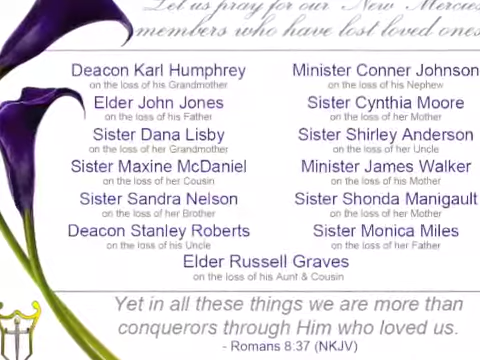 Let us pray for our New Mercies
members who have lost loved ones
Deacon Karl Humphrey
on the loss of his Grandmother
Minister Conner Johnson
on the loss of his Nephew
Elder John Jones
on the loss of his Father
Sister Cynthia Moore
on the loss of her Mother
Sister Dana Lisby
on the loss of her Grandmother
Sister Shirley Anderson
on the loss of her Uncle
Sister Maxine McDaniel
on the loss of her Cousin
Minister James Walker
on the loss of his Mother
Sister Sandra Nelson
on the loss of her Brother
Sister Shonda Manigault
on the loss of her Mother
Deacon Stanley Roberts
on the loss of his Uncle
Sister Monica Miles
on the loss of her Father
Elder Russell Graves
on the loss of his Aunt & Cousin
Yet in all these things we are more than
conquerors through Him who loved us.
- Romans 8:37 (NKJV)